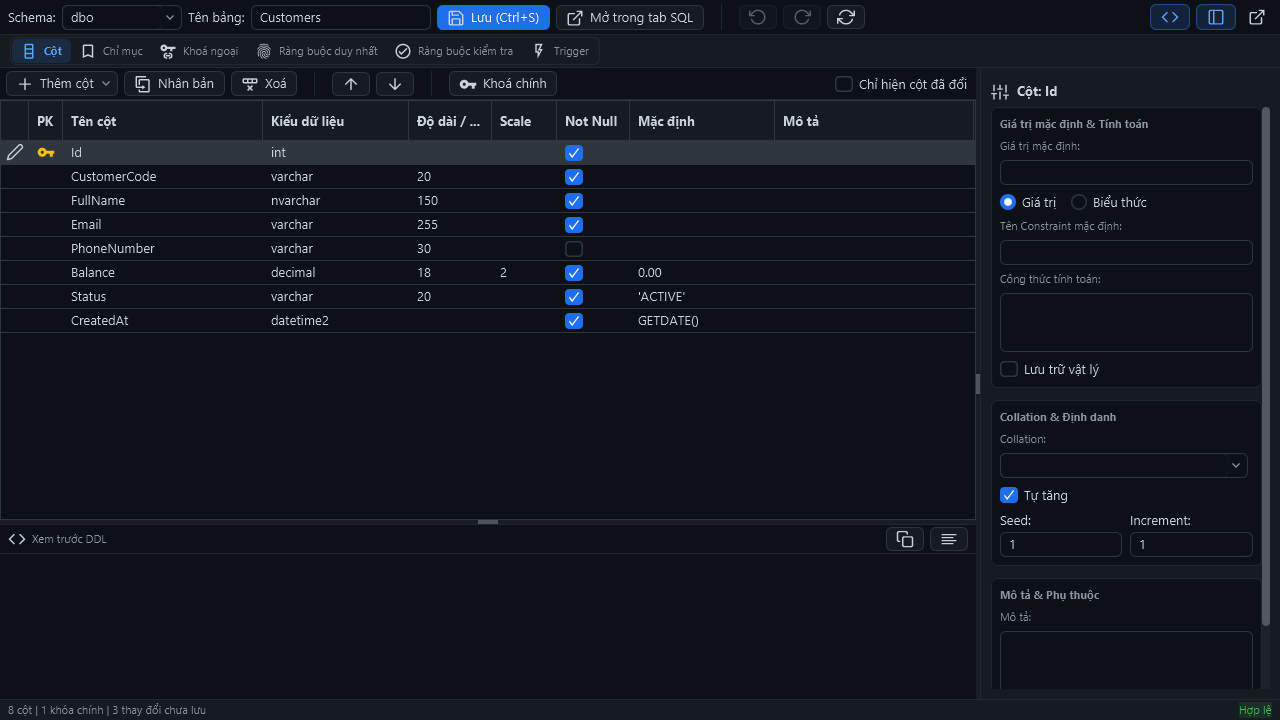 Schema: dbo Tên bảng: Customers Lưu (Ctrl+S) Mở trong tab SQL
Cột Chỉ mục Khoá ngoại Ràng buộc duy nhất Ràng buộc kiểm tra Trigger
Thêm cột Nhân bản Xoá Khoá chính Chỉ hiện cột đã đổi
PK Tên cột Kiểu dữ liệu Độ dài / ... Scale Not Null Mặc định Mô tả
Id int
CustomerCode varchar 20
FullName nvarchar 150
Email varchar 255
PhoneNumber varchar 30
Balance decimal 18 2 0.00
Status varchar 20 'ACTIVE'
CreatedAt datetime2 GETDATE()
Xem trước DDL
Cột: Id
Giá trị mặc định & Tính toán
Giá trị mặc định:
Giá trị Biểu thức
Tên Constraint mặc định:
Công thức tính toán:
Lưu trữ vật lý
Collation & Định danh
Collation:
Tự tăng
Seed: Increment:
1 1
Mô tả & Phụ thuộc
Mô tả:
8 cột | 1 khóa chính | 3 thay đổi chưa lưu Hợp lệ